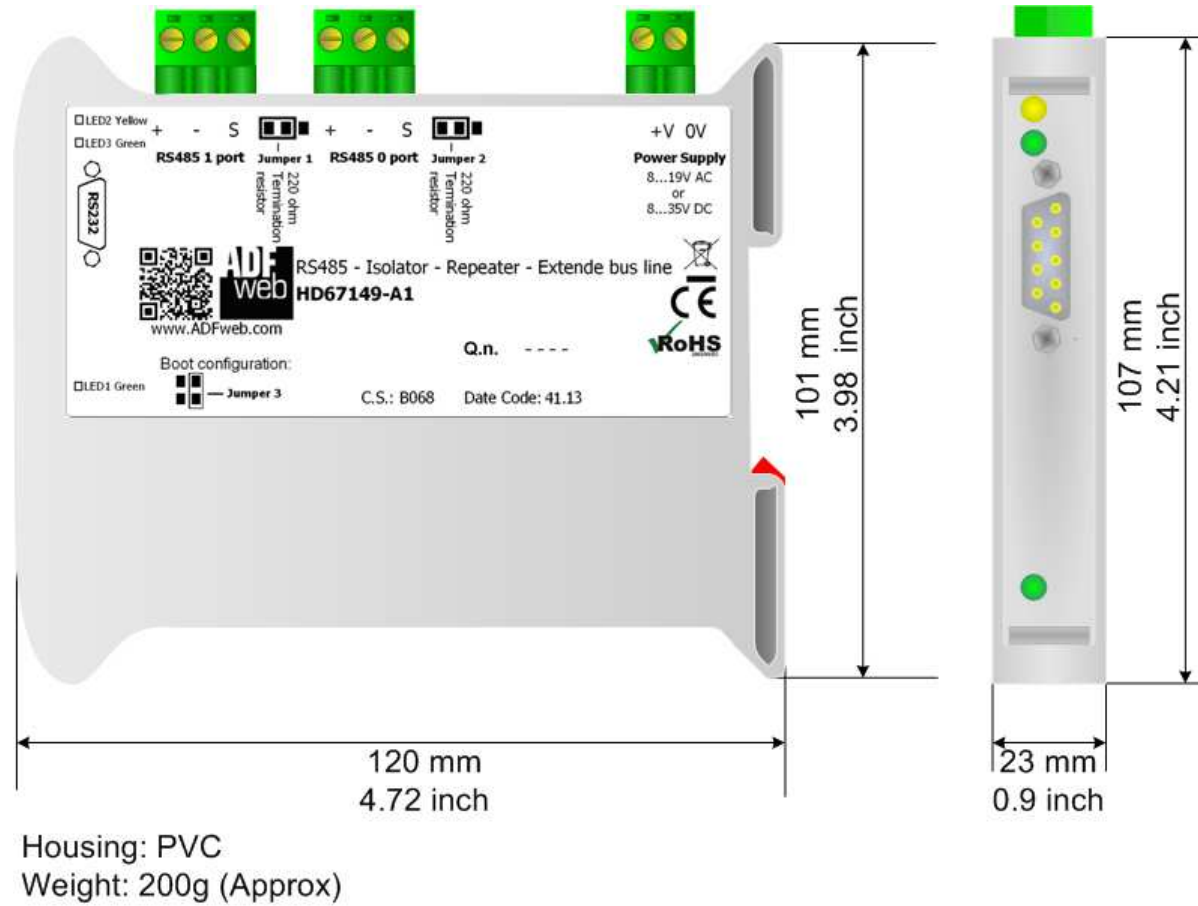 LED2 Yellow
LED3 Green
+ - S
RS485 1 port
Jumper 1
220 ohm
Termination
resistor
+ - S
RS485 0 port
Jumper 2
220 ohm
Termination
resistor
+V 0V
Power Supply
8...19V AC
or
8...35V DC
RS232
ADF
web
www.ADFweb.com
RS485 - Isolator - Repeater - Extende bus line
HD67149-A1
CE
RoHS
Q.n. - - - -
Boot configuration:
LED1 Green
Jumper 3
C.S.: B068 Date Code: 41.13
101 mm
3.98 inch
107 mm
4.21 inch
120 mm
4.72 inch
23 mm
0.9 inch
Housing: PVC
Weight: 200g (Approx)